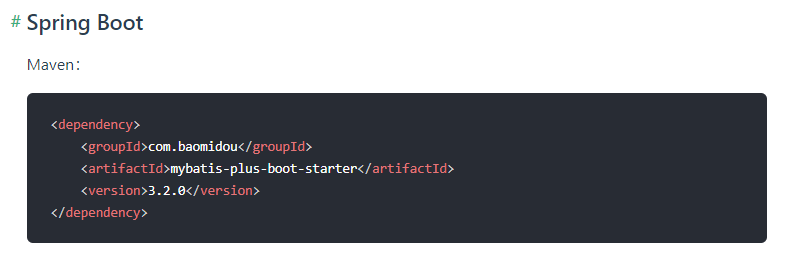 # Spring Boot
Maven：
<dependency>
    <groupId>com.baomidou</groupId>
    <artifactId>mybatis-plus-boot-starter</artifactId>
    <version>3.2.0</version>
</dependency>